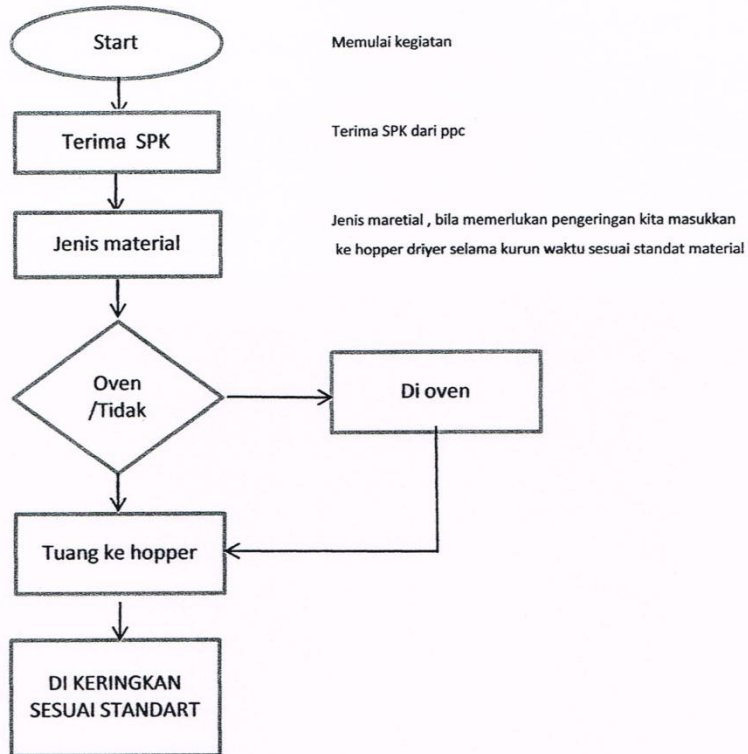 Start
Memulai kegiatan
Terima SPK
Terima SPK dari ppc
Jenis material
Jenis maretial , bila memerlukan pengeringan kita masukkan
ke hopper driyer selama kurun waktu sesuai standat material
Oven
/Tidak
Di oven
Tuang ke hopper
DI KERINGKAN
SESUAI STANDART